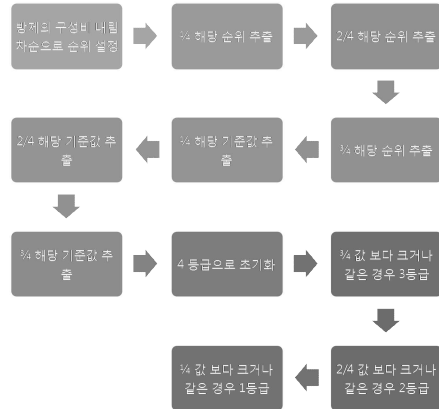 방제의 구성비 내림
차순으로 순위 설정
¼ 해당 순위 추출
2/4 해당 순위 추출
¾ 해당 순위 추출
¼ 해당 기준값 추
출
2/4 해당 기준값 추
출
¾ 해당 기준값 추
출
4 등급으로 초기화
¾ 값 보다 크거나
같은 경우 3등급
2/4 값 보다 크거나
같은 경우 2등급
¼ 값 보다 크거나
같은 경우 1등급